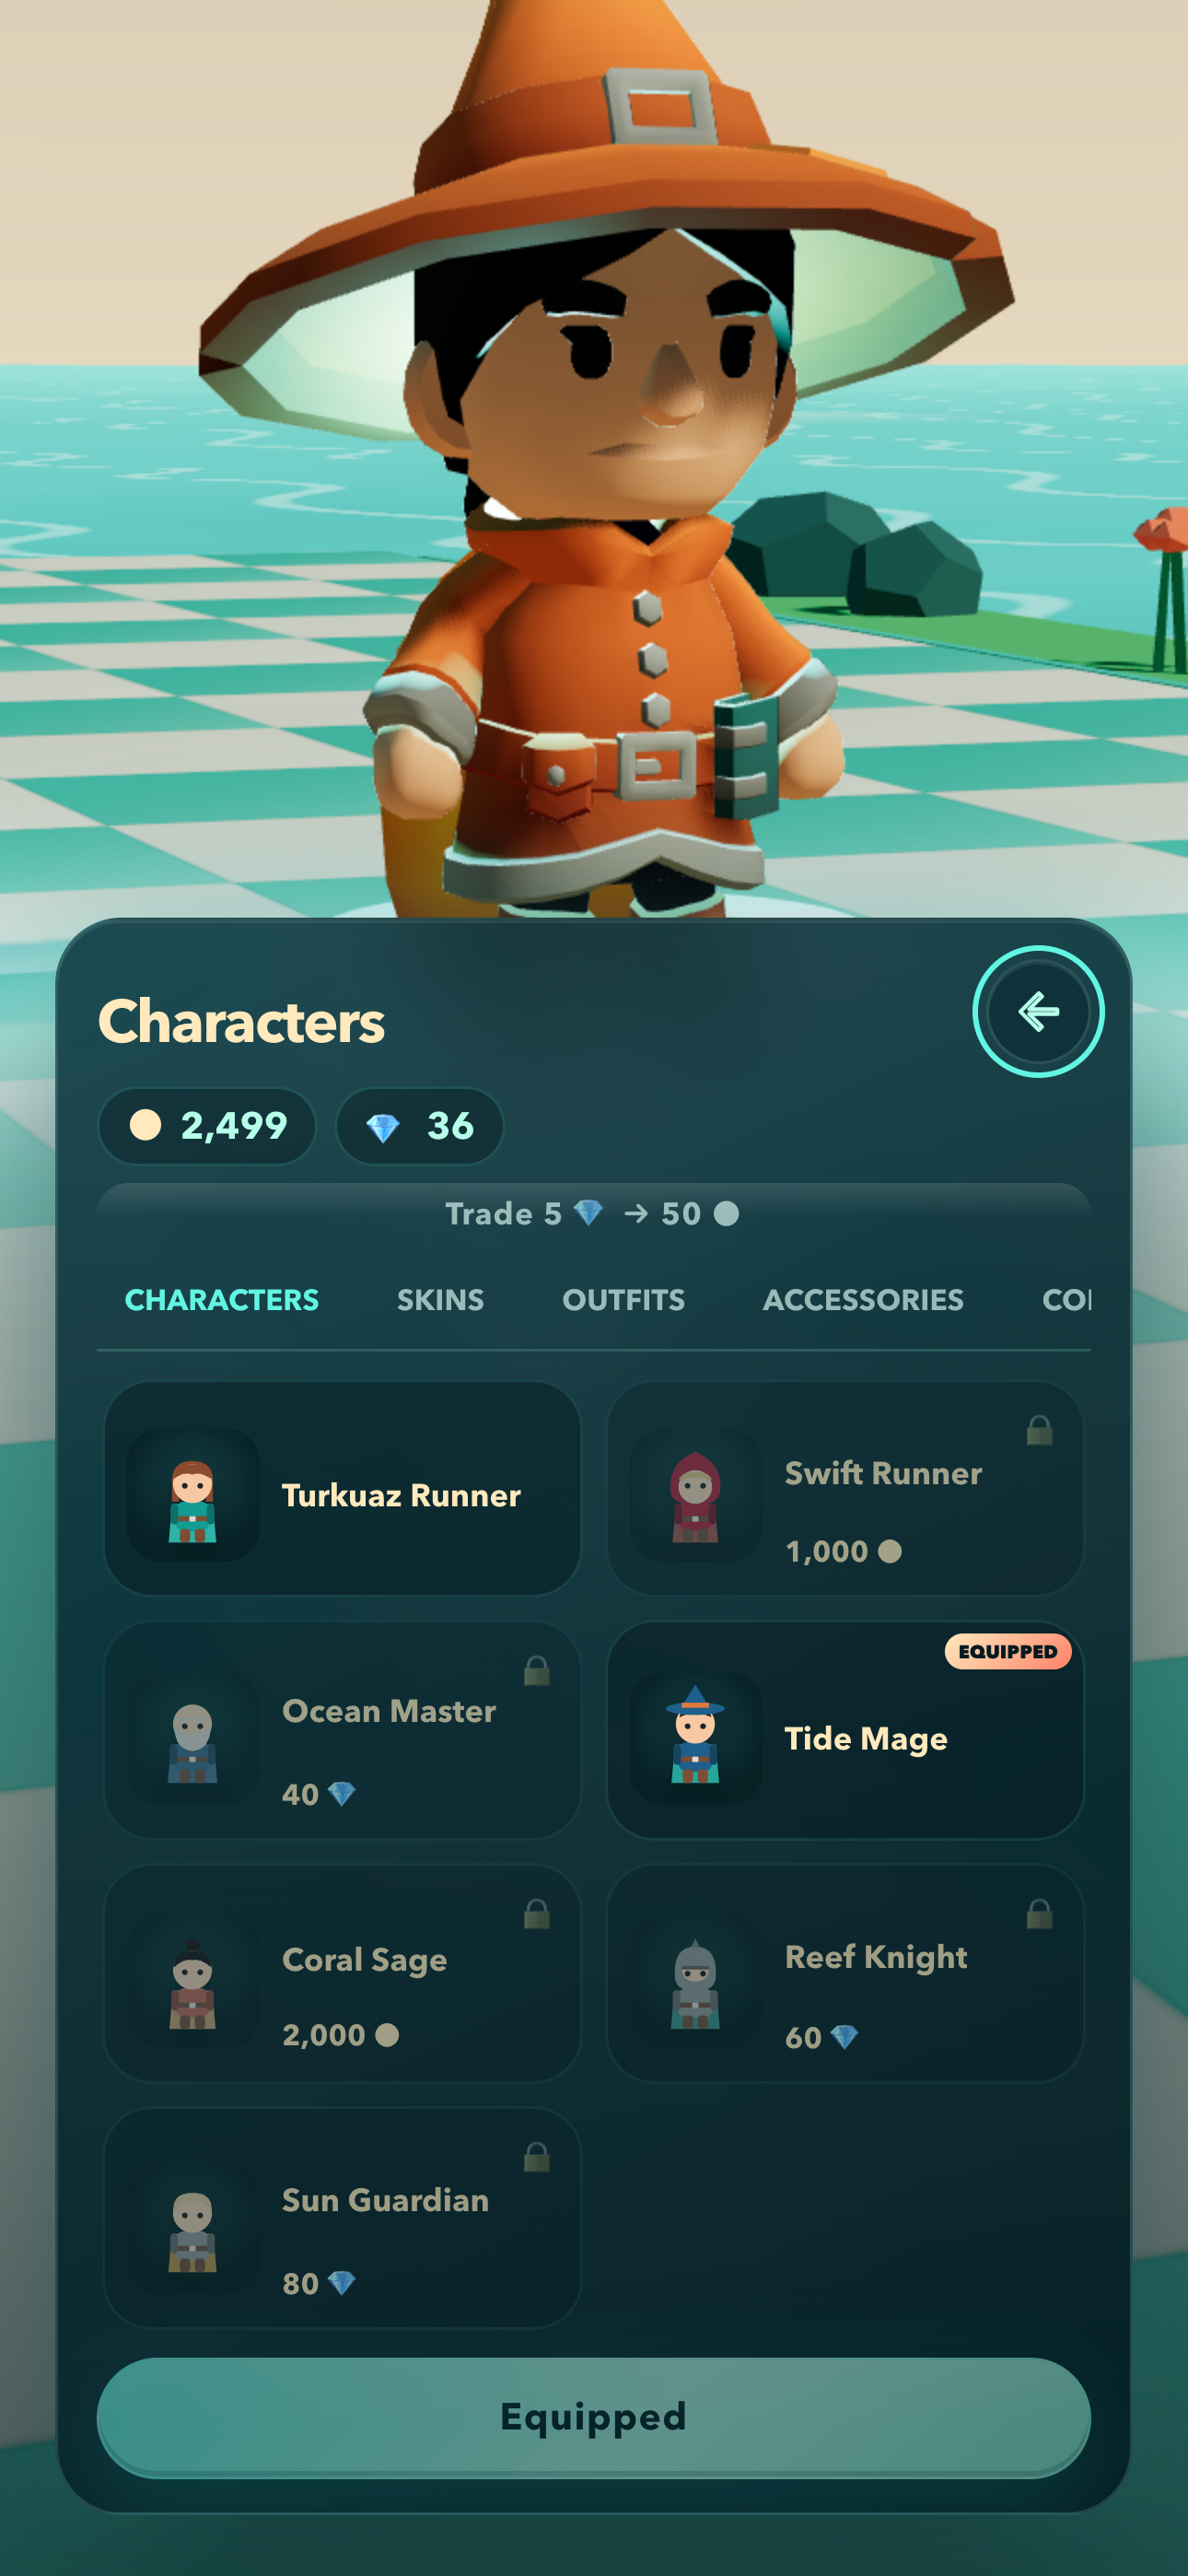 Characters
2,499 36
Trade 5 → 50
CHARACTERS SKINS OUTFITS ACCESSORIES
Turkuaz Runner
Swift Runner
1,000
Ocean Master
40
EQUIPPED
Tide Mage
Coral Sage
2,000
Reef Knight
60
Sun Guardian
80
Equipped